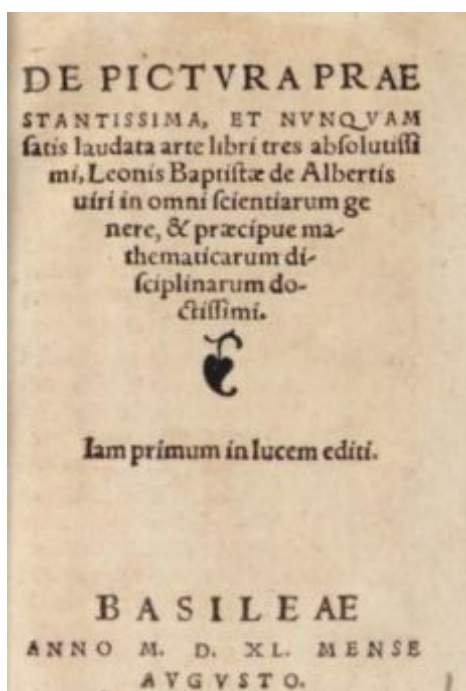 DE PICTVRA PRAE
STANTISSIMA, ET NVNQVAM
ſatis laudata arte libri tres abſolutiſſi
mi, Leonis Baptiſtæ de Albertis
uiri in omni ſcientiarum ge
nere, & præcipue ma-
thematicarum di-
ſciplinarum do-
ctiſſimi.
Iam primum in lucem editi.
BASILEAE
ANNO M. D. XL. MENSE
AVGVSTO.